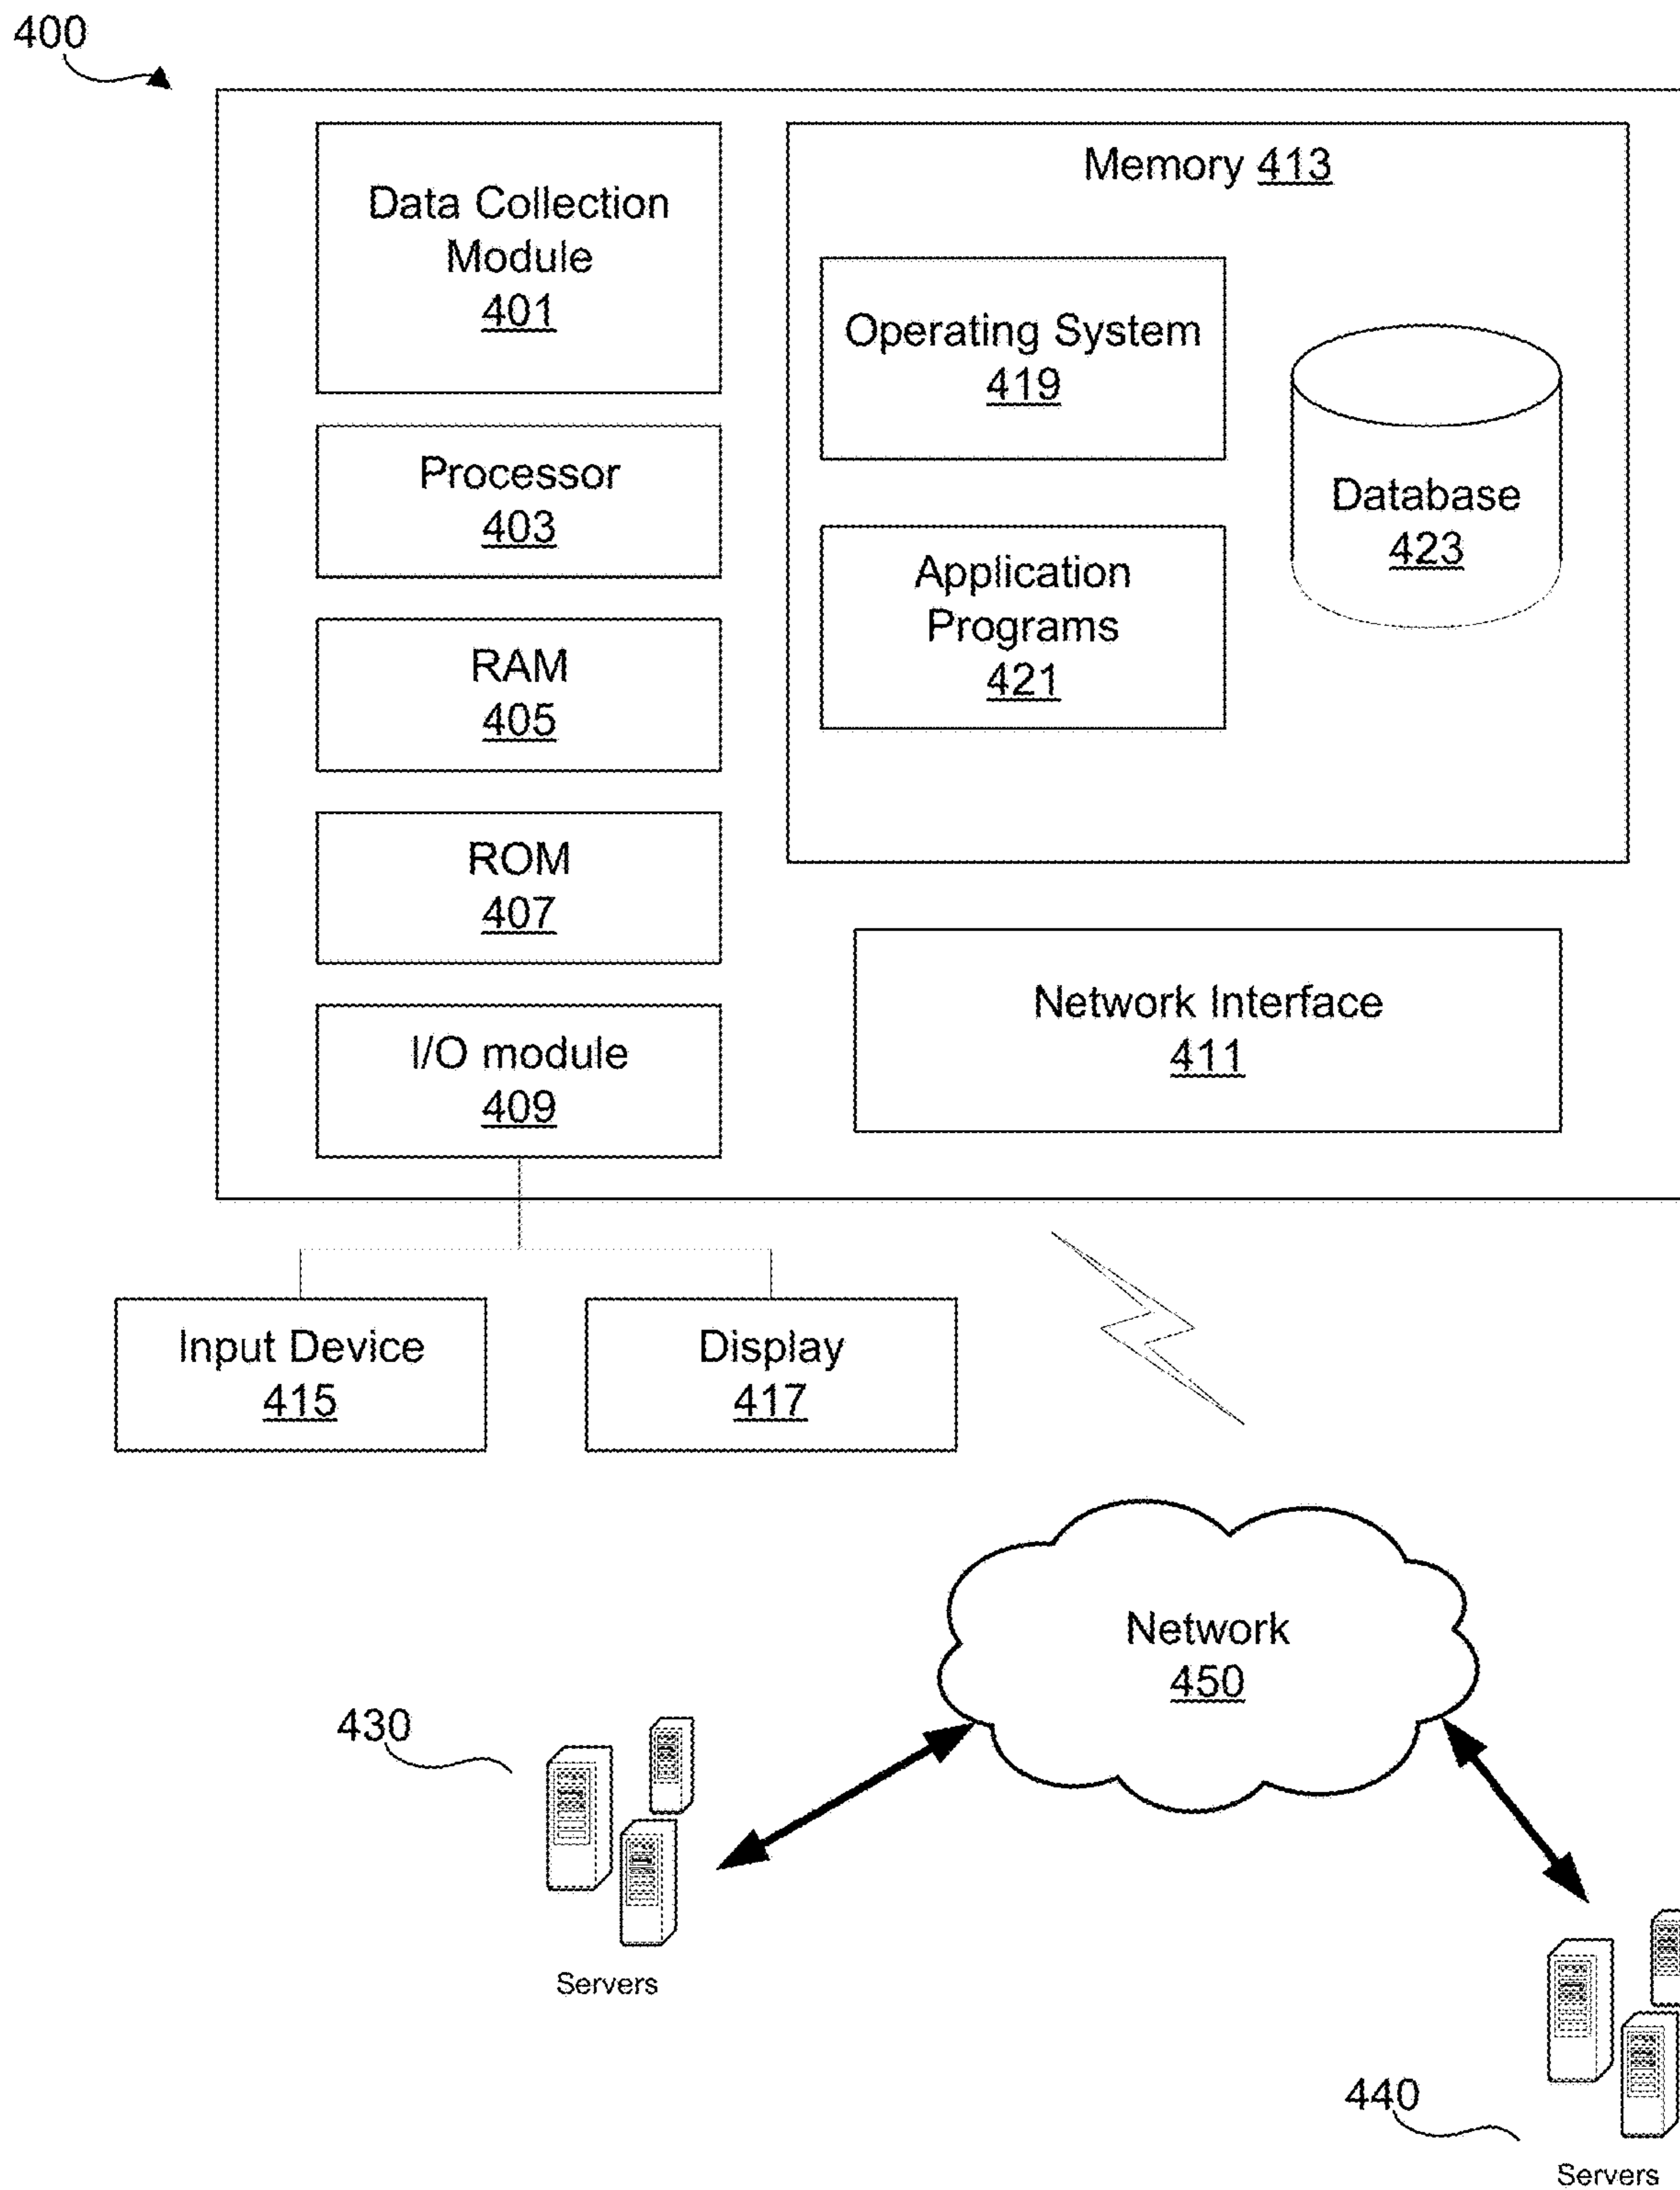 400
Data Collection
Module
401
Processor
403
RAM
405
ROM
407
I/O module
409
Memory 413
Operating System
419
Application
Programs
421
Database
423
Network Interface
411
Input Device
415
Display
417
Network
450
430
Servers
440
Servers